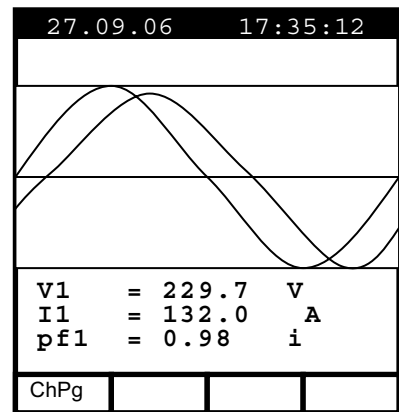 27.09.06 17:35:12
V1 = 229.7 V
I1 = 132.0 A
pf1 = 0.98 i
ChPg